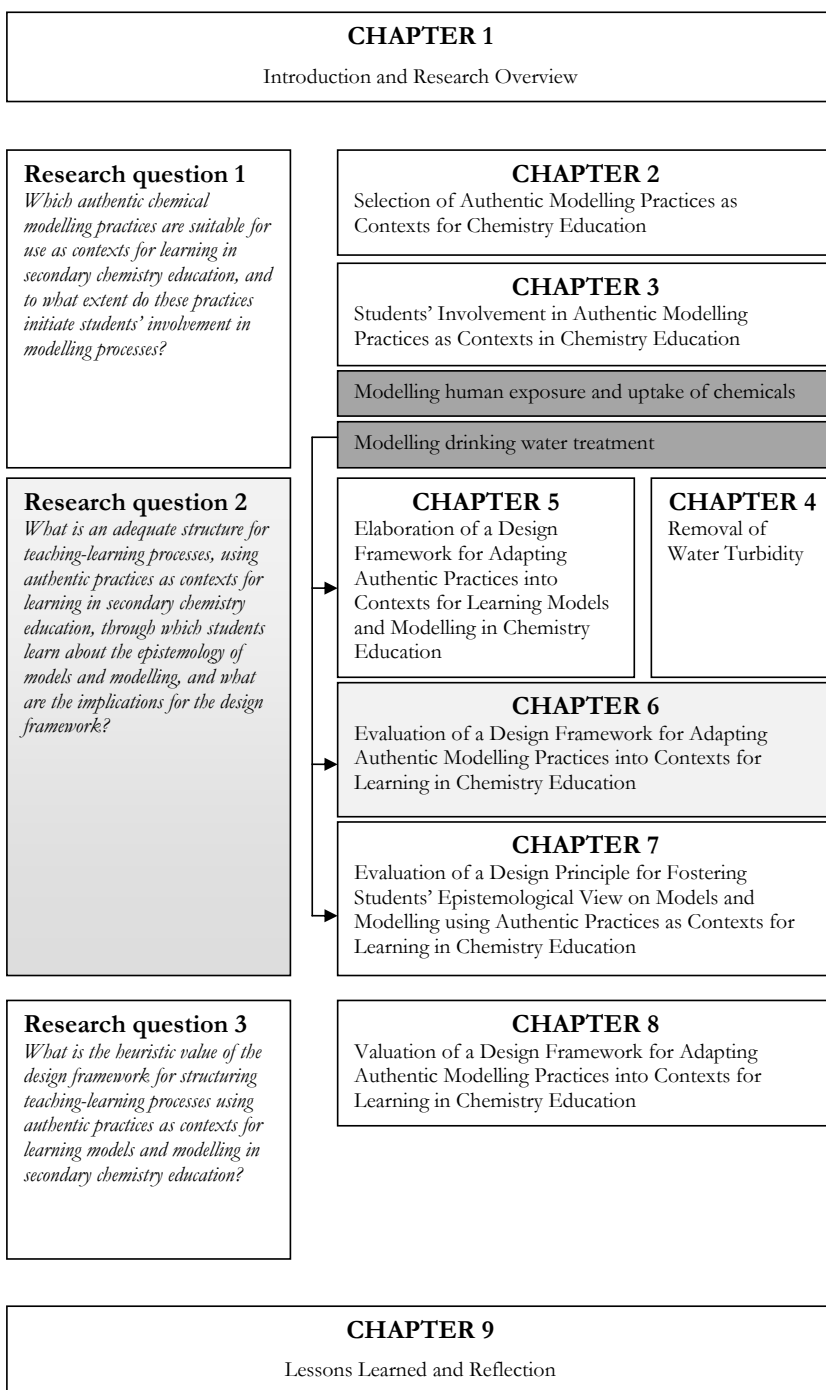 CHAPTER 1
Introduction and Research Overview
Research question 1
Which authentic chemical
modelling practices are suitable for
use as contexts for learning in
secondary chemistry education, and
to what extent do these practices
initiate students' involvement in
modelling processes?
CHAPTER 2
Selection of Authentic Modelling Practices as
Contexts for Chemistry Education
CHAPTER 3
Students' Involvement in Authentic Modelling
Practices as Contexts in Chemistry Education
Modelling human exposure and uptake of chemicals
Modelling drinking water treatment
Research question 2
What is an adequate structure for
teaching-learning processes, using
authentic practices as contexts for
learning in secondary chemistry
education, through which students
learn about the epistemology of
models and modelling, and what
are the implications for the design
framework?
CHAPTER 5
Elaboration of a Design
Framework for Adapting
Authentic Practices into
Contexts for Learning Models
and Modelling in Chemistry
Education
CHAPTER 4
Removal of
Water Turbidity
CHAPTER 6
Evaluation of a Design Framework for Adapting
Authentic Modelling Practices into Contexts for
Learning in Chemistry Education
CHAPTER 7
Evaluation of a Design Principle for Fostering
Students' Epistemological View on Models and
Modelling using Authentic Practices as Contexts for
Learning in Chemistry Education
Research question 3
What is the heuristic value of the
design framework for structuring
teaching-learning processes using
authentic practices as contexts for
learning models and modelling in
secondary chemistry education?
CHAPTER 8
Valuation of a Design Framework for Adapting
Authentic Modelling Practices into Contexts for
Learning in Chemistry Education
CHAPTER 9
Lessons Learned and Reflection